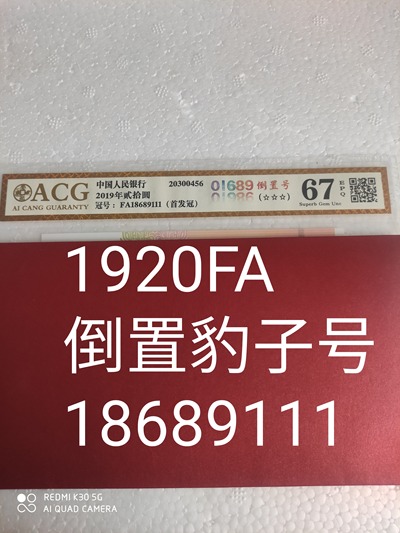 ACG
AI CANG GUARANTY
中国人民银行 20300456
2019年贰拾圆
冠号：FA18689111（首发冠）
01689 倒置号
01986 (☆☆☆)
67 EPQ
Superb Gem Unc
1920FA
倒置豹子号
18689111
REDMI K30 5G
AI QUAD CAMERA